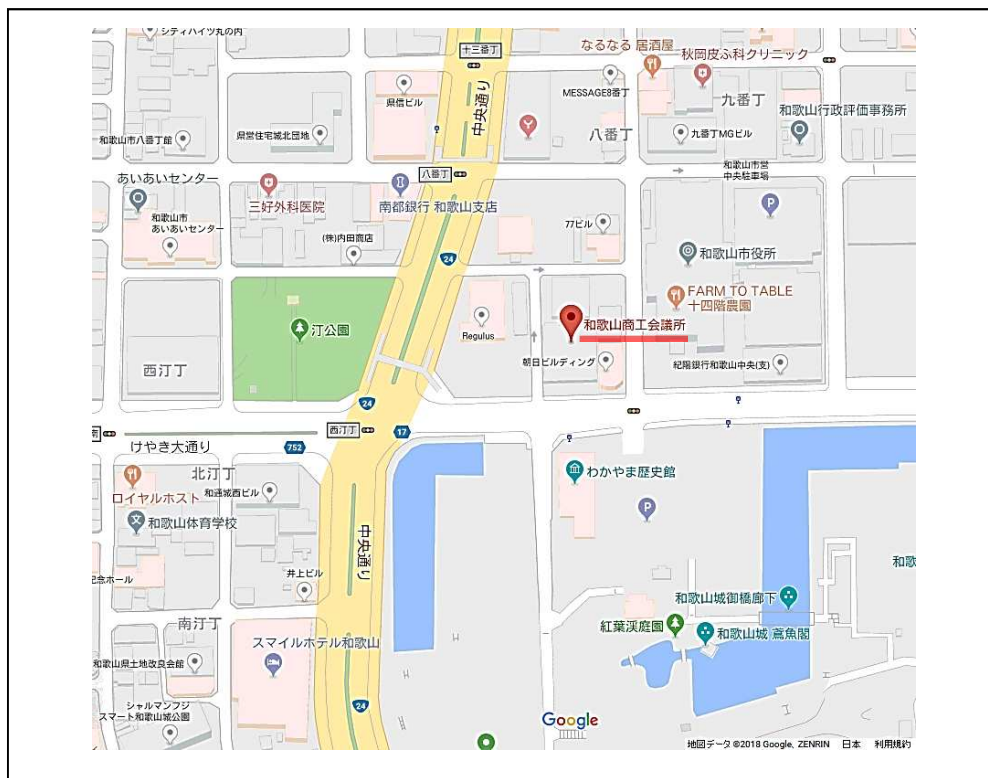 シティハイツ丸の内
十三番丁
なるなる 居酒屋
秋岡皮ふ科クリニック
県信ビル
中央通り
MESSAGE8番丁
九番丁
和歌山行政評価事務所
和歌山市八番丁館
県営住宅城北団地
八番丁
九番丁MGビル
あいあいセンター
八番丁
和歌山市営
中央駐車場
P
三好外科医院
南都銀行 和歌山支店
和歌山市
あいあいセンター
(株)内田商店
77ビル
和歌山市役所
24
FARM TO TABLE
十四階農園
汀公園
Regulus
和歌山商工会議所
西汀丁
朝日ビルディング
紀陽銀行和歌山中央(支)
24
西汀丁
17
けやき大通り
752
北汀丁
わかやま歴史館
ロイヤルホスト
和通城西ビル
和歌山体育学校
P
中央通り
記念ホール
井上ビル
和歌山城御橋廊下
南汀丁
紅葉渓庭園
和歌山城 鳶魚閣
スマイルホテル和歌山
和歌山県土地改良会館
シャルマンフジ
スマート和歌山城公園
24
Google
地図データ ©2018 Google, ZENRIN 日本 利用規約